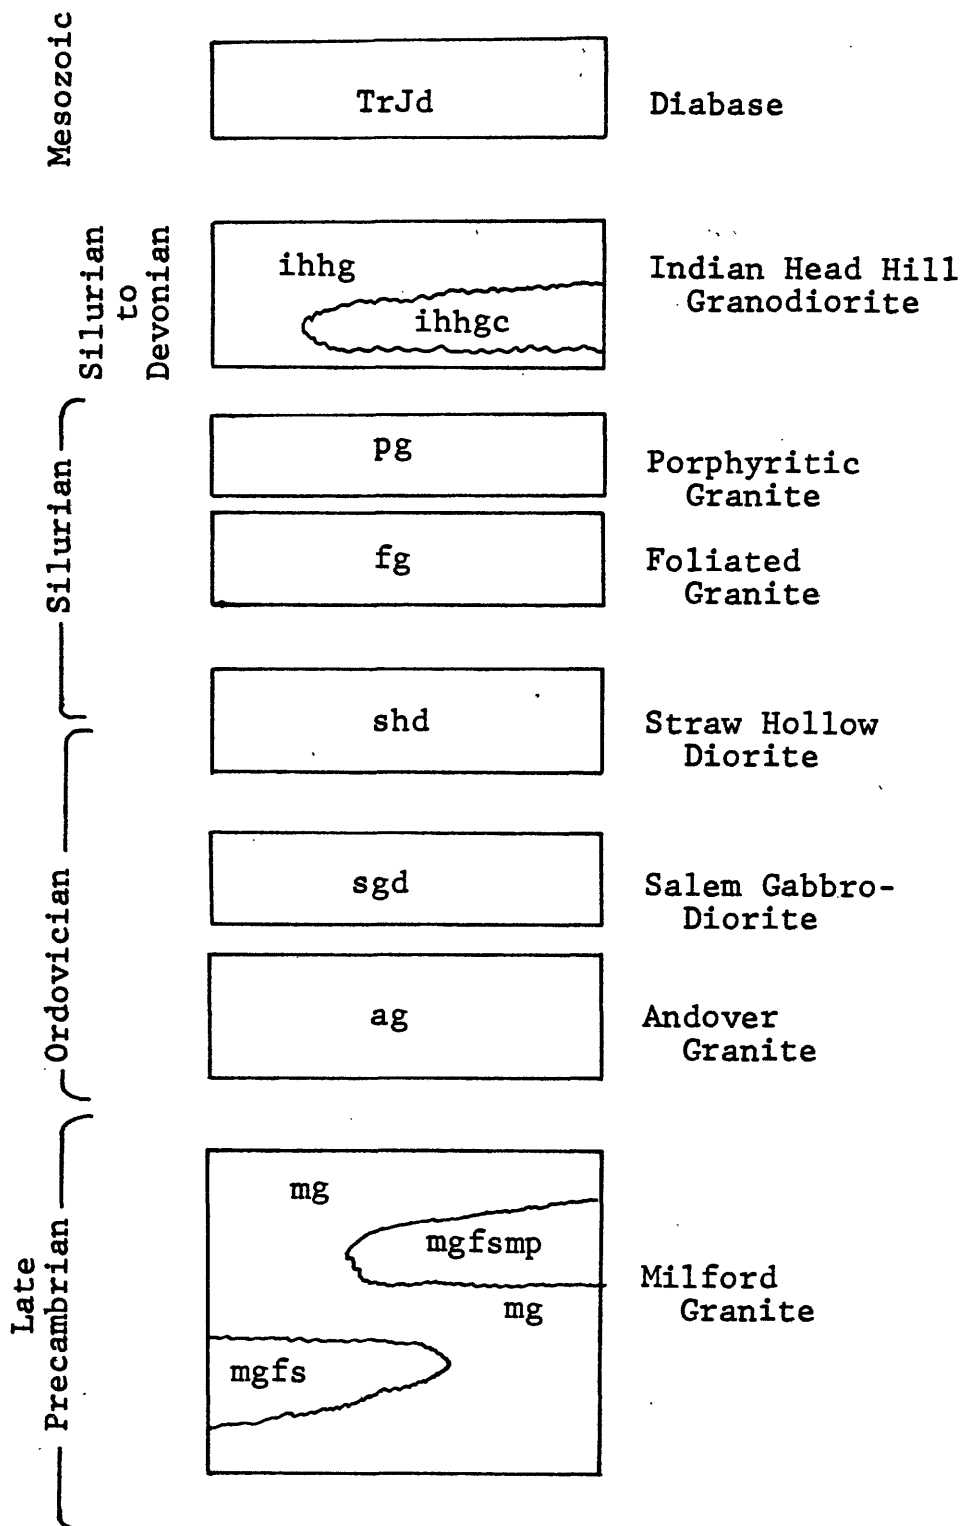 Mesozoic
TrJd
Diabase
Silurian
to
Devonian
ihhg
ihhgc
Indian Head Hill
Granodiorite
Silurian
pg
Porphyritic
Granite
fg
Foliated
Granite
shd
Straw Hollow
Diorite
Ordovician
sgd
Salem Gabbro-
Diorite
ag
Andover
Granite
Late
Precambrian
mg
mgfsmp
mg
mgfs
Milford
Granite